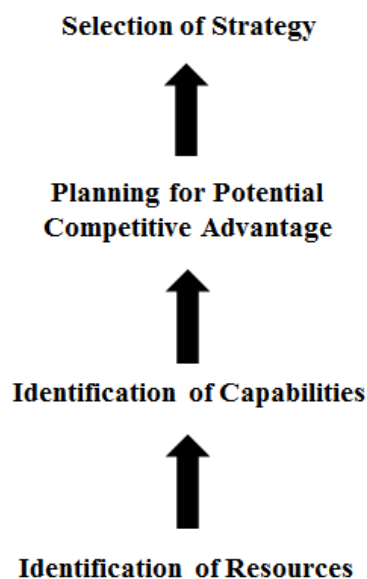 Selection of Strategy
Planning for Potential
Competitive Advantage
Identification of Capabilities
Identification of Resources